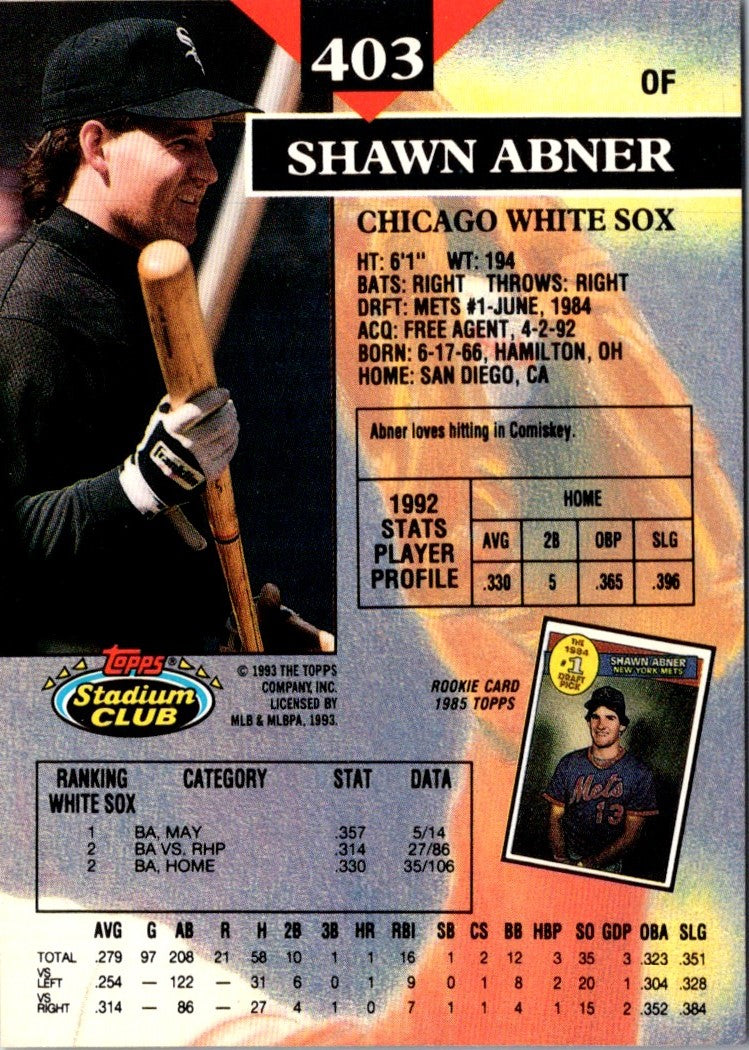 403
OF
SHAWN ABNER
CHICAGO WHITE SOX
HT: 6'1" WT: 194
BATS: RIGHT THROWS: RIGHT
DRFT: METS #1-JUNE, 1984
ACQ: FREE AGENT, 4-2-92
BORN: 6-17-66, HAMILTON, OH
HOME: SAN DIEGO, CA
Abner loves hitting in Comiskey.
1992 STATS PLAYER PROFILE
HOME
AVG 2B OBP SLG
.330 5 .365 .396
Topps®
Stadium
CLUB
© 1993 THE TOPPS
COMPANY, INC.
LICENSED BY
MLB & MLBPA, 1993.
ROOKIE CARD
1985 TOPPS
THE
1984
#1
DRAFT
PICK
SHAWN ABNER
NEW YORK METS
Mets
13
RANKING CATEGORY STAT DATA
WHITE SOX
1 BA, MAY .357 5/14
2 BA VS. RHP .314 27/86
2 BA, HOME .330 35/106
AVG G AB R H 2B 3B HR RBI SB CS BB HBP SO GDP OBA SLG
TOTAL .279 97 208 21 58 10 1 1 16 1 2 12 3 35 3 .323 .351
VS LEFT .254 — 122 — 31 6 0 1 9 0 1 8 2 20 1 .304 .328
VS RIGHT .314 — 86 — 27 4 1 0 7 1 1 4 1 15 2 .352 .384